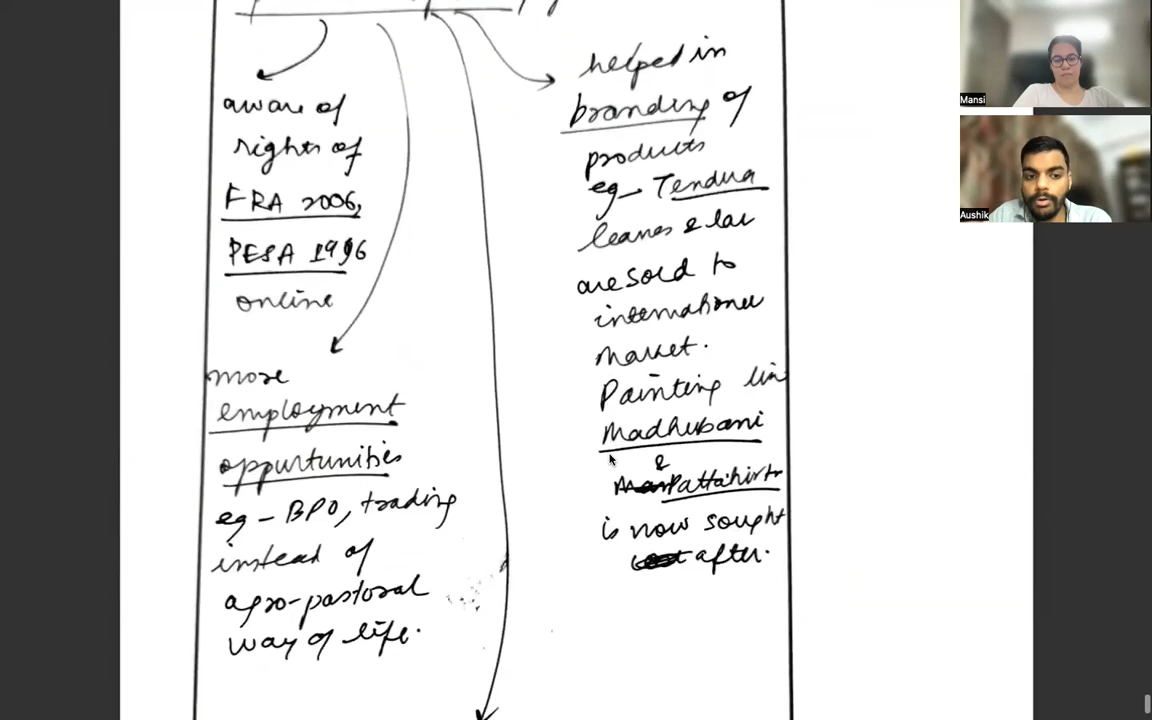 aware of
rights of
FRA 2006,
PESA 1996
online
more
employment
oppurtunities
eg - BPO, trading
instead of
agro-pastoral
way of life.
helped in
branding of
products
eg - Tendua
leaves & lac
are sold to
international
market.
Painting lin
Madhubani
&
Pattachitra
is now sought
after.
Mansi
Aushik